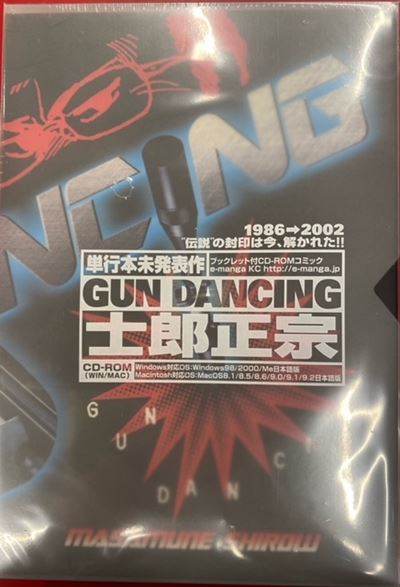 NCING
1986➡2002
"伝説"の封印は今、解かれた!!
単行本未発表作
ブックレット付CD-ROMコミック
e-manga KC http://e-manga.jp
GUN DANCING
士郎正宗
CD-ROM
(WIN/MAC)
Windows対応OS:Windows98/2000/Me日本語版
Macintosh対応OS:MacOS8.1/8.5/8.6/9.0/9.1/9.2日本語版
GUN
DANC
MASAMUNE SHIROW